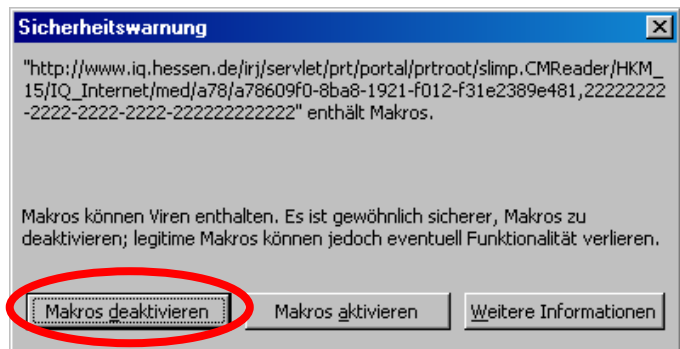 Sicherheitswarnung
"http://www.iq.hessen.de/irj/servlet/prt/portal/prtroot/slimp.CMReader/HKM_
15/IQ_Internet/med/a78/a78609f0-8ba8-1921-f012-f31e2389e481,22222222
-2222-2222-2222-222222222222" enthält Makros.
Makros können Viren enthalten. Es ist gewöhnlich sicherer, Makros zu
deaktivieren; legitime Makros können jedoch eventuell Funktionalität verlieren.
Makros deaktivieren Makros aktivieren Weitere Informationen